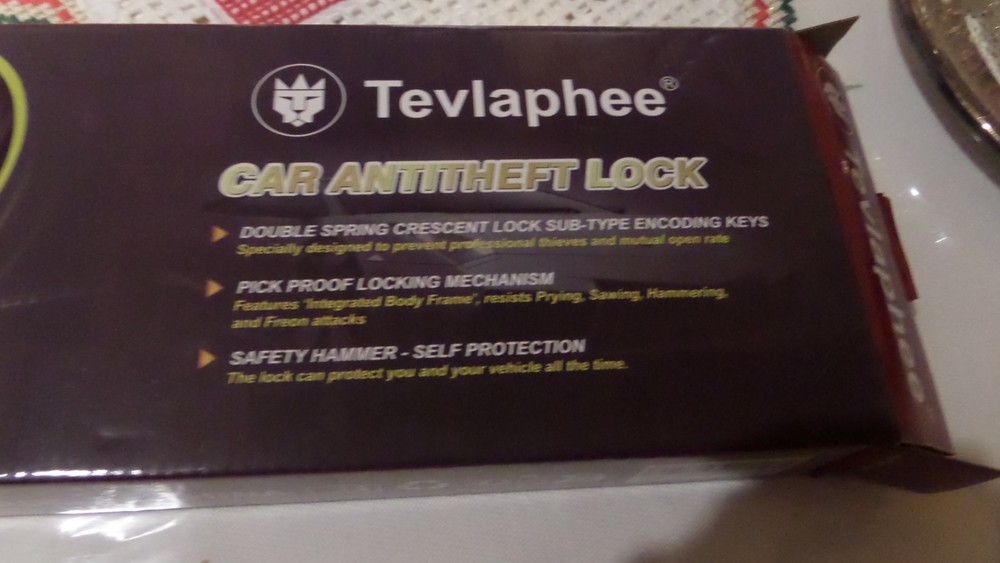 Tevlaphee®
CAR ANTITHEFT LOCK
DOUBLE SPRING CRESCENT LOCK SUB-TYPE ENCODING KEYS
Specially designed to prevent professional thieves and mutual open rate
PICK PROOF LOCKING MECHANISM
Features 'Integrated Body Frame', resists Prying, Sawing, Hammering,
and Freon attacks
SAFETY HAMMER - SELF PROTECTION
The lock can protect you and your vehicle all the time.
Tevlaphee